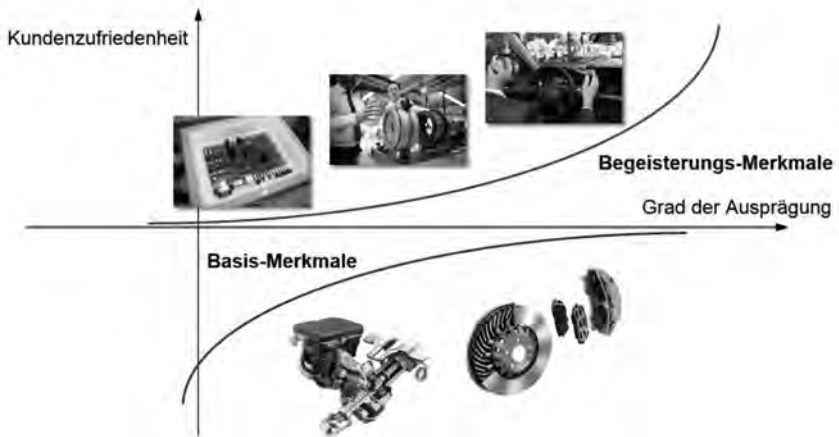 Kundenzufriedenheit
Begeisterungs-Merkmale
Grad der Ausprägung
Basis-Merkmale